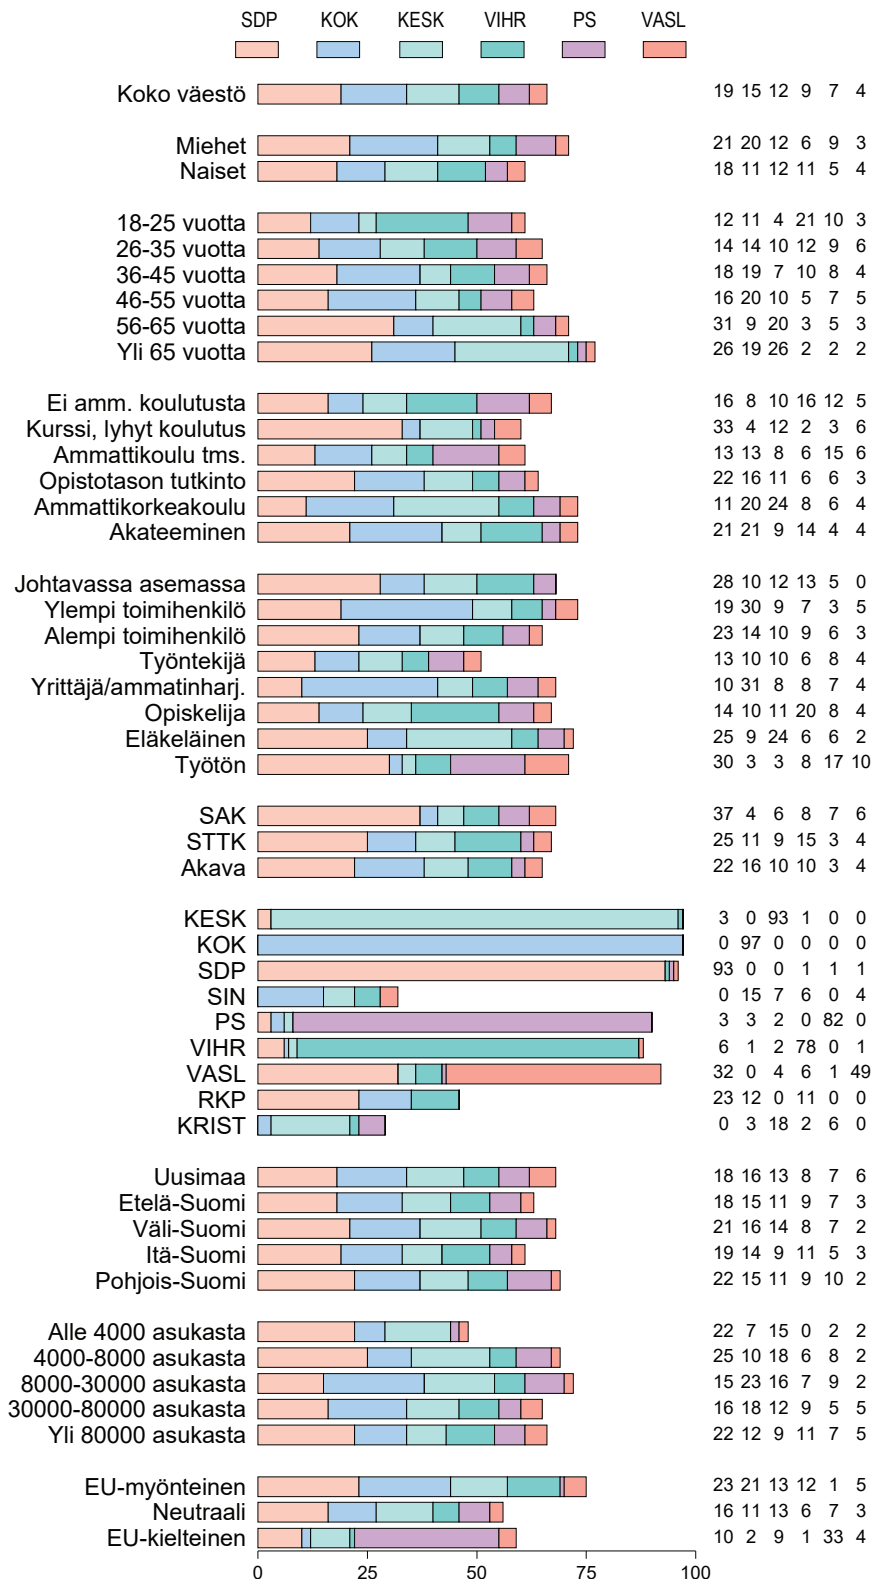 SDP KOK KESK VIHR PS VASL
Koko väestö 19 15 12 9 7 4
Miehet 21 20 12 6 9 3
Naiset 18 11 12 11 5 4
18-25 vuotta 12 11 4 21 10 3
26-35 vuotta 14 14 10 12 9 6
36-45 vuotta 18 19 7 10 8 4
46-55 vuotta 16 20 10 5 7 5
56-65 vuotta 31 9 20 3 5 3
Yli 65 vuotta 26 19 26 2 2 2
Ei amm. koulutusta 16 8 10 16 12 5
Kurssi, lyhyt koulutus 33 4 12 2 3 6
Ammattikoulu tms. 13 13 8 6 15 6
Opistotason tutkinto 22 16 11 6 6 3
Ammattikorkeakoulu 11 20 24 8 6 4
Akateeminen 21 21 9 14 4 4
Johtavassa asemassa 28 10 12 13 5 0
Ylempi toimihenkilö 19 30 9 7 3 5
Alempi toimihenkilö 23 14 10 9 6 3
Työntekijä 13 10 10 6 8 4
Yrittäjä/ammatinharj. 10 31 8 8 7 4
Opiskelija 14 10 11 20 8 4
Eläkeläinen 25 9 24 6 6 2
Työtön 30 3 3 8 17 10
SAK 37 4 6 8 7 6
STTK 25 11 9 15 3 4
Akava 22 16 10 10 3 4
KESK 3 0 93 1 0 0
KOK 0 97 0 0 0 0
SDP 93 0 0 1 1 1
SIN 0 15 7 6 0 4
PS 3 3 2 0 82 0
VIHR 6 1 2 78 0 1
VASL 32 0 4 6 1 49
RKP 23 12 0 11 0 0
KRIST 0 3 18 2 6 0
Uusimaa 18 16 13 8 7 6
Etelä-Suomi 18 15 11 9 7 3
Väli-Suomi 21 16 14 8 7 2
Itä-Suomi 19 14 9 11 5 3
Pohjois-Suomi 22 15 11 9 10 2
Alle 4000 asukasta 22 7 15 0 2 2
4000-8000 asukasta 25 10 18 6 8 2
8000-30000 asukasta 15 23 16 7 9 2
30000-80000 asukasta 16 18 12 9 5 5
Yli 80000 asukasta 22 12 9 11 7 5
EU-myönteinen 23 21 13 12 1 5
Neutraali 16 11 13 6 7 3
EU-kielteinen 10 2 9 1 33 4
0 25 50 75 100